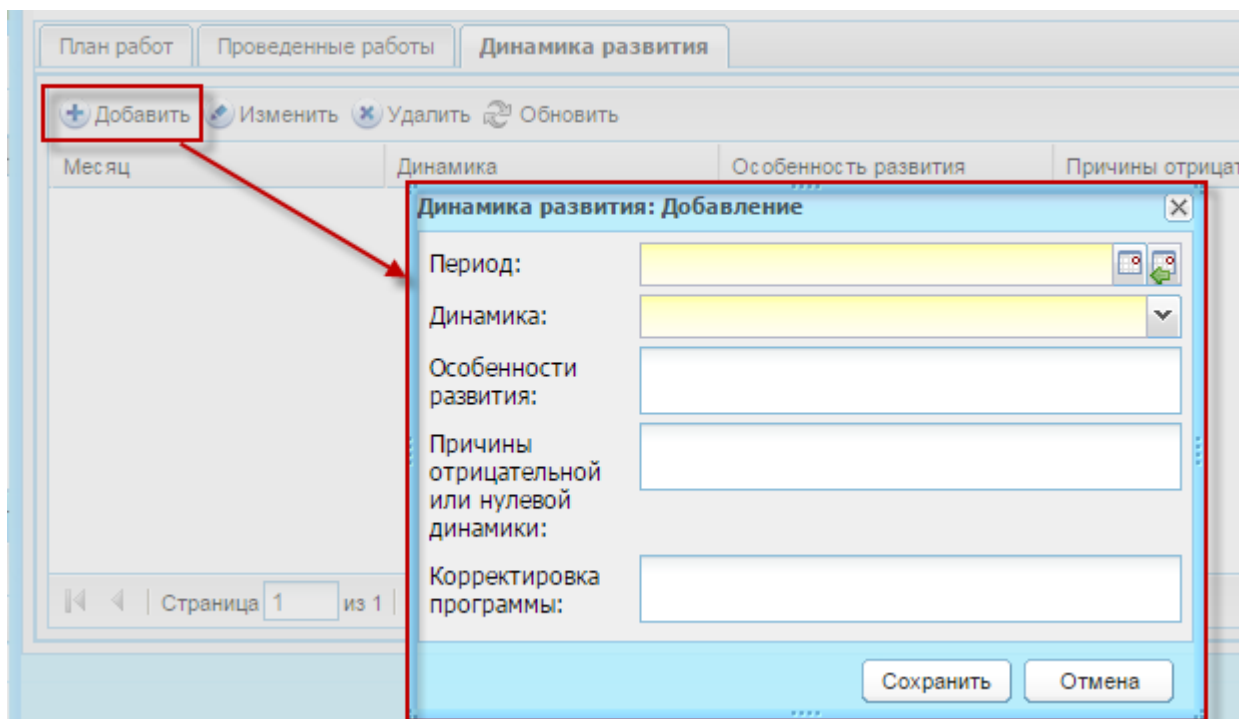 План работ Проведенные работы Динамика развития
Добавить Изменить Удалить Обновить
Месяц Динамика Особенность развития Причины отрицат
Динамика развития: Добавление
Период:
Динамика:
Особенности
развития:
Причины
отрицательной
или нулевой
динамики:
Корректировка
программы:
Страница 1 из 1
Сохранить Отмена